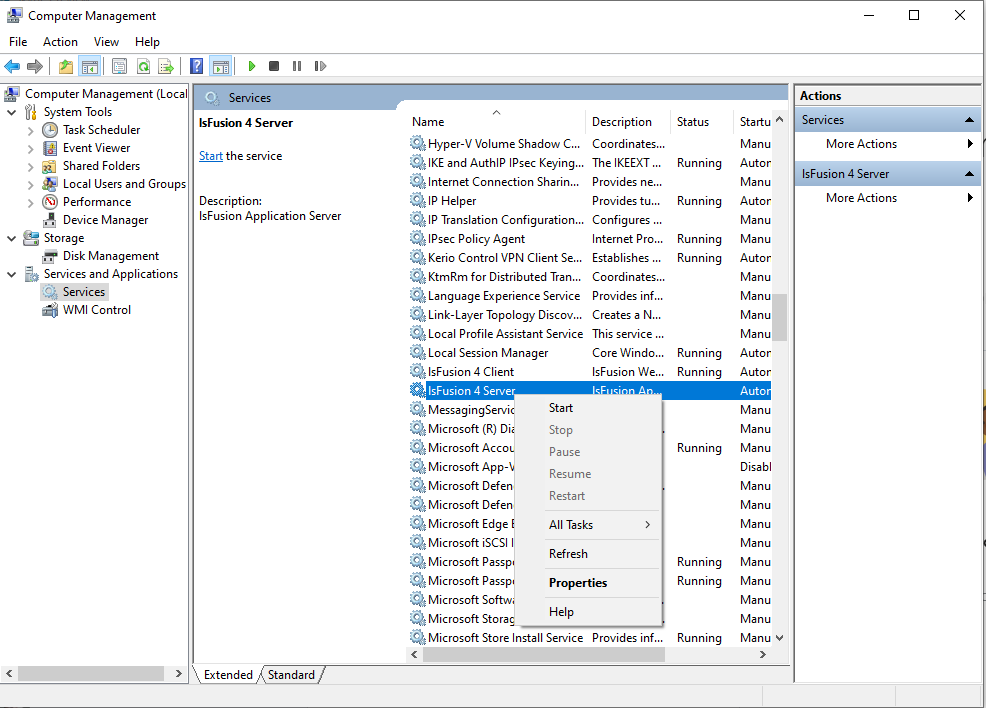 Computer Management
File Action View Help
Computer Management (Local
System Tools
Task Scheduler
Event Viewer
Shared Folders
Local Users and Groups
Performance
Device Manager
Storage
Disk Management
Services and Applications
Services
WMI Control
Services
lsFusion 4 Server
Start the service
Description:
lsFusion Application Server
Name Description Status Startu
Hyper-V Volume Shadow C... Coordinates... Manu
IKE and AuthIP IPsec Keying... The IKEEXT ... Running Autor
Internet Connection Sharin... Provides ne... Manu
IP Helper Provides tu... Running Autor
IP Translation Configuration... Configures ... Manu
IPsec Policy Agent Internet Pro... Running Manu
Kerio Control VPN Client Se... Establishes ... Running Autor
KtmRm for Distributed Tran... Coordinates... Manu
Language Experience Service Provides inf... Manu
Link-Layer Topology Discov... Creates a N... Manu
Local Profile Assistant Service This service ... Manu
Local Session Manager Core Windo... Running Autor
lsFusion 4 Client lsFusion We... Running Autor
lsFusion 4 Server lsFusion Ap... Autor
MessagingServic Manu
Microsoft (R) Dia Manu
Microsoft Accou Running Manu
Microsoft App-V Disabl
Microsoft Defen Manu
Microsoft Defen Manu
Microsoft Edge E Manu
Microsoft iSCSI I Manu
Microsoft Passpo Running Manu
Microsoft Passpo Running Manu
Microsoft Softwa Manu
Microsoft Storag Manu
Microsoft Store Install Service Provides inf... Running Manu
Start
Stop
Pause
Resume
Restart
All Tasks
Refresh
Properties
Help
Extended Standard
Actions
Services
More Actions
lsFusion 4 Server
More Actions